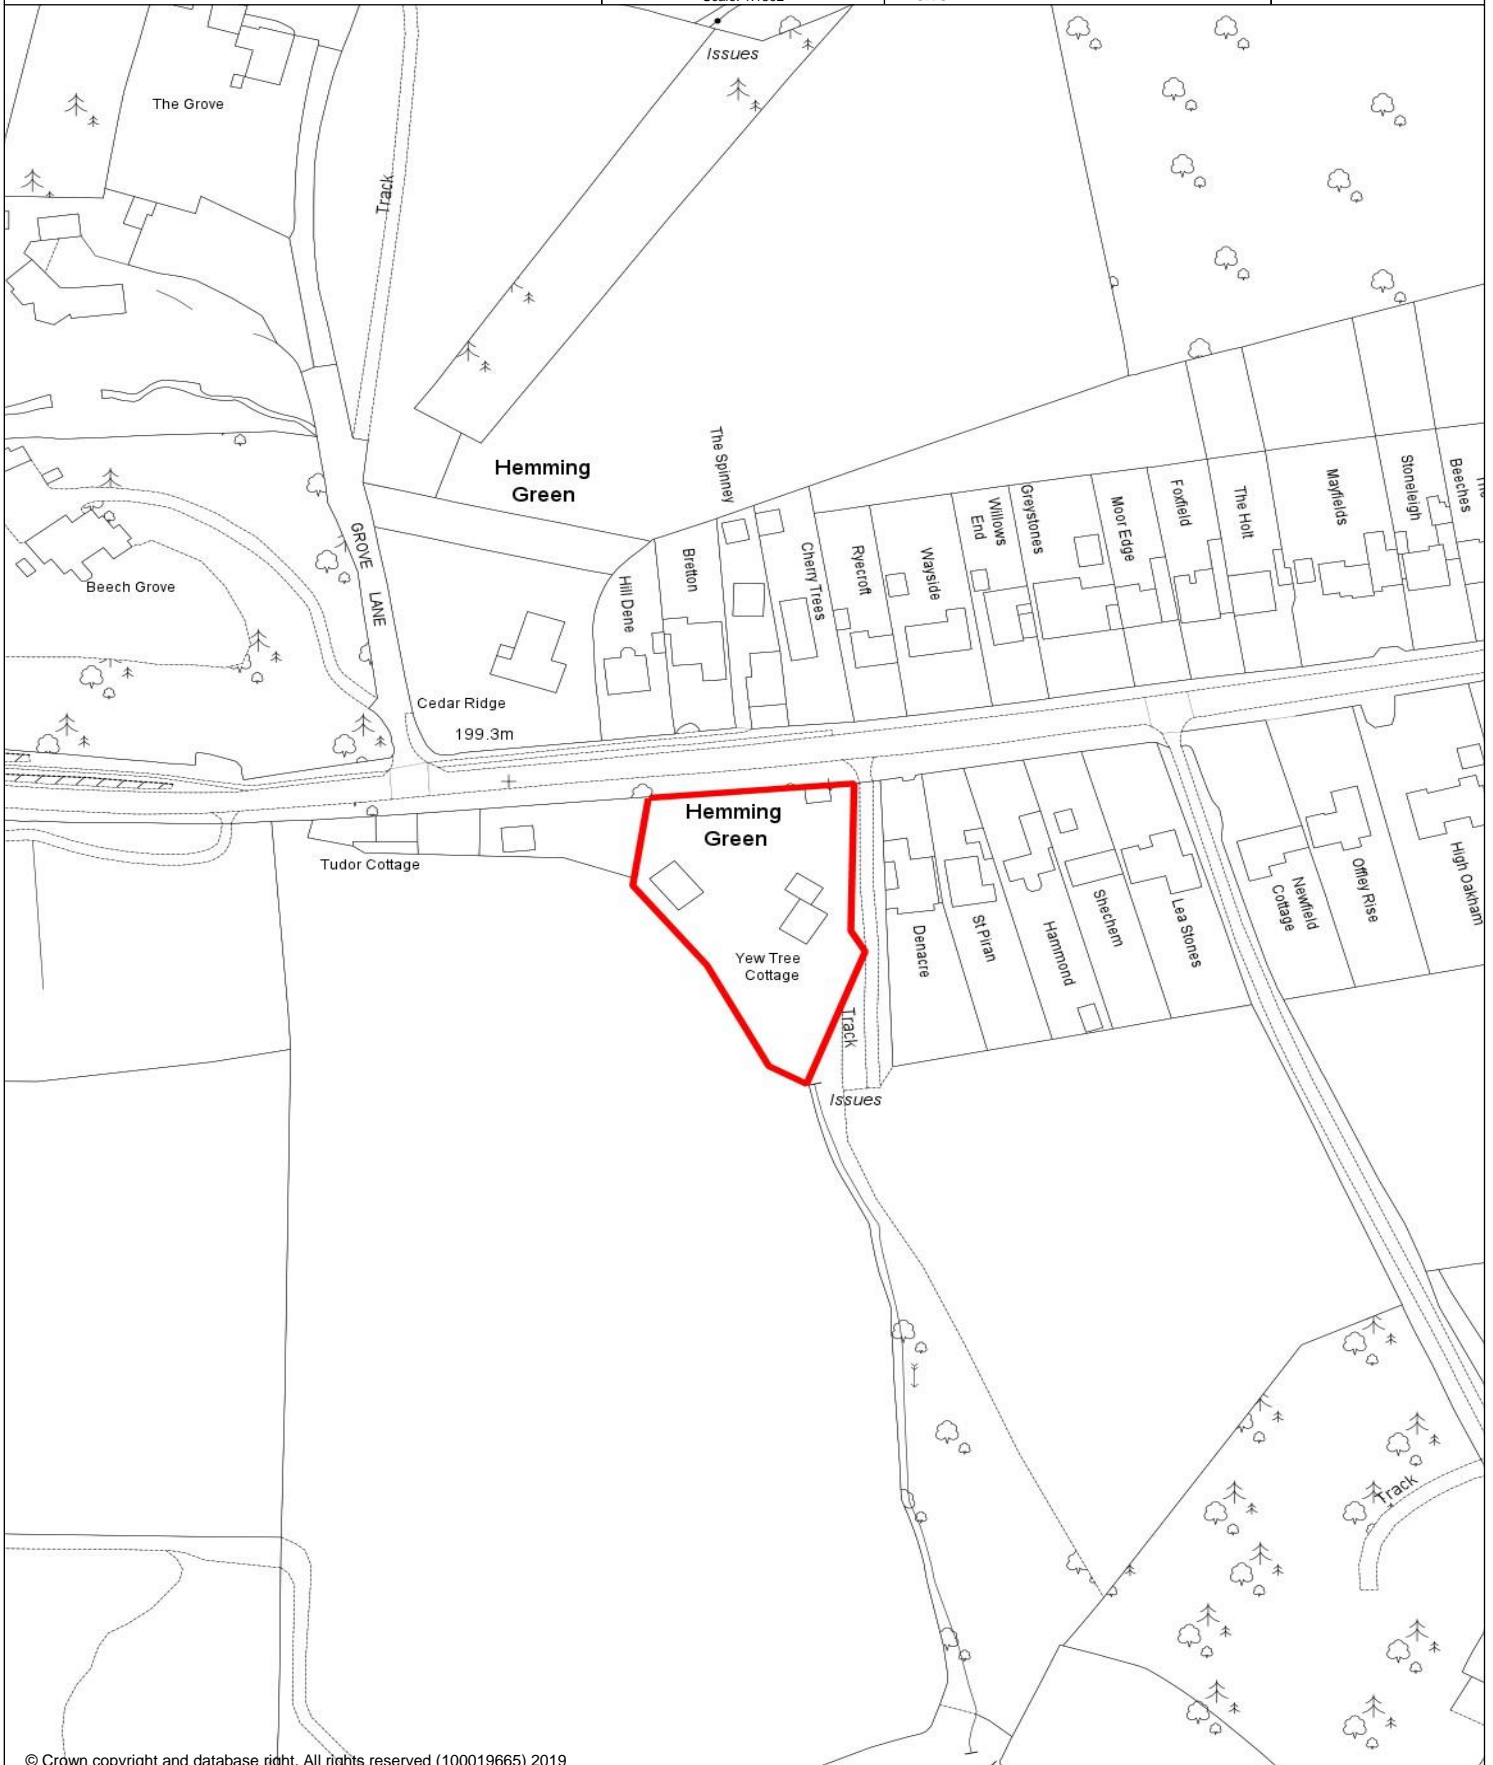 Issues
The Grove
Track
Hemming
Green
The Spinney
GROVE LANE
Beech Grove
Hill Dene
Bretton
Cherry Trees
Ryecroft
Wayside
Willows
End
Greystones
Moor Edge
Foxfield
The Holt
Mayfields
Stoneleigh
Beeches
Cedar Ridge
199.3m
Hemming
Green
Tudor Cottage
Yew Tree
Cottage
Denacre
St Piran
Hammond
Shechem
Lea Stones
Newfield
Cottage
Offley Rise
High Oakham
Track
Issues
Track
© Crown copyright and database right. All rights reserved (100019665) 2019